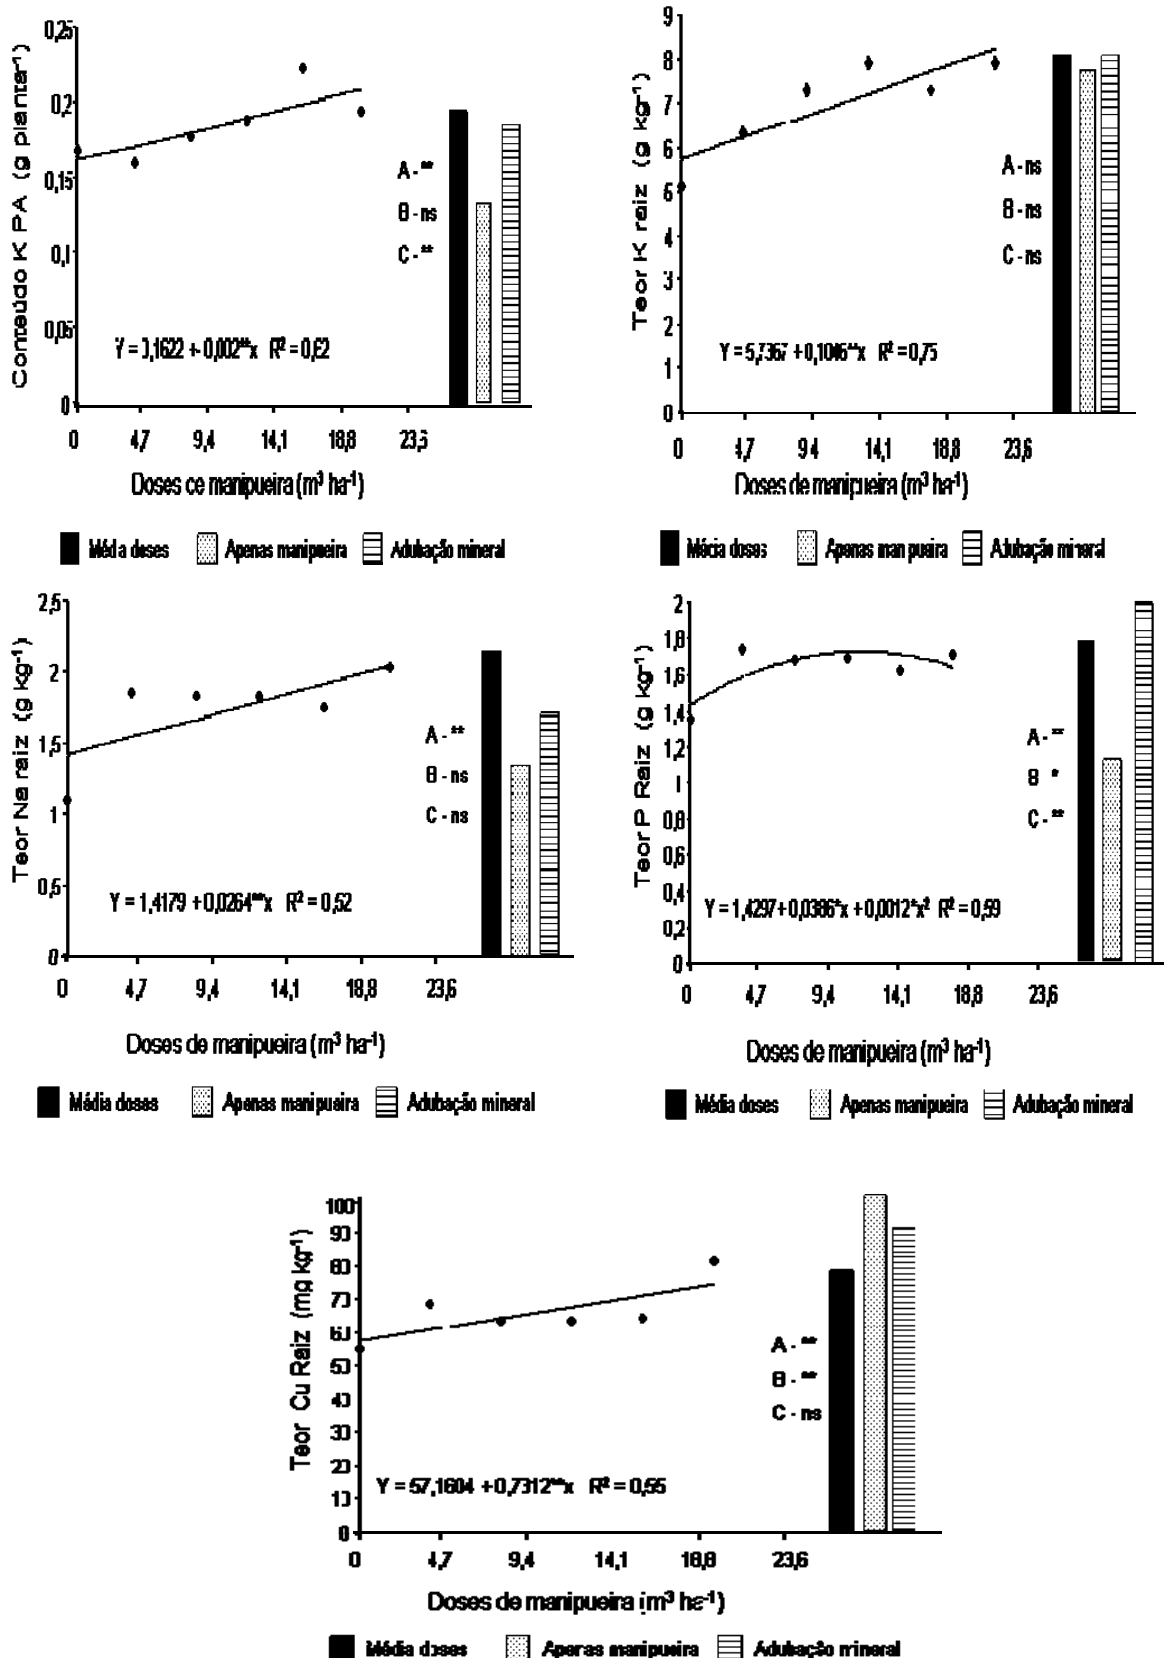 Conteúdo K PA (g planta-1)
0,25
0,2
0,15
0,1
0,05
0
A - **
B - ns
C - **
Y = 0,1622 + 0,002**x R² = 0,62
0 4,7 9,4 14,1 18,8 23,6
Doses de manipueira (m³ ha-1)
Média doses Apenas manipueira Adubação mineral
Teor K raiz (g kg-1)
9
8
7
6
5
4
3
2
1
0
A - ns
B - ns
C - ns
Y = 5,7367 + 0,1046**x R² = 0,75
0 4,7 9,4 14,1 18,8 23,6
Doses de manipueira (m³ ha-1)
Média doses Apenas manipueira Adubação mineral
Teor Na raiz (g kg-1)
2,5
2
1,5
1
0,5
0
A - **
B - ns
C - ns
Y = 1,4179 + 0,0264**x R² = 0,52
0 4,7 9,4 14,1 18,8 23,6
Doses de manipueira (m³ ha-1)
Média doses Apenas manipueira Adubação mineral
Teor P Raiz (g kg-1)
2
1,8
1,6
1,4
1,2
1
0,8
0,6
0,4
0,2
0
A - **
B *
C - **
Y = 1,4297+0,0386*x + 0,0012*x² R² = 0,59
0 4,7 9,4 14,1 18,8 23,6
Doses de manipueira (m³ ha-1)
Média doses Apenas manipueira Adubação mineral
Teor Cu Raiz (mg kg-1)
100
90
80
70
60
50
40
30
20
10
0
A - **
B - **
C - ns
Y = 57,1604 + 0,7312**x R² = 0,55
0 4,7 9,4 14,1 18,8 23,6
Doses de manipueira (m³ ha-1)
Média doses Apenas manipueira Adubação mineral